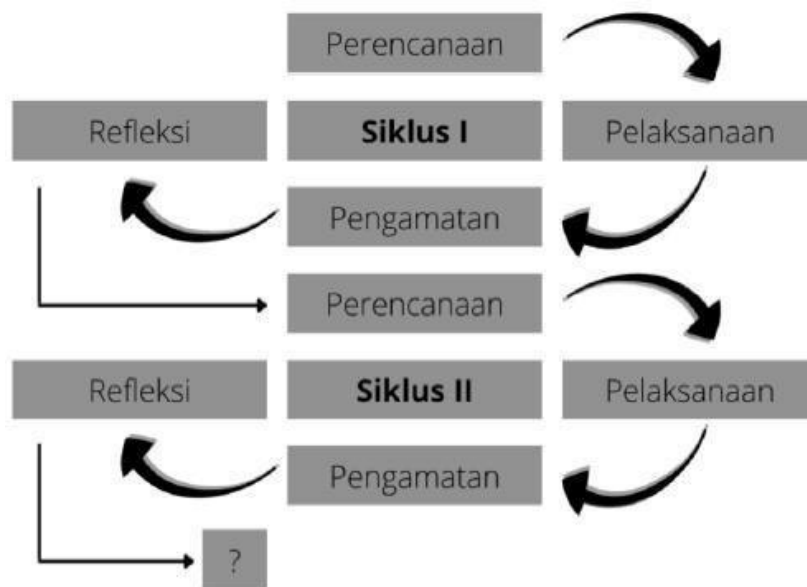 Perencanaan
Refleksi
Siklus I
Pelaksanaan
Pengamatan
Perencanaan
Refleksi
Siklus II
Pelaksanaan
Pengamatan
?